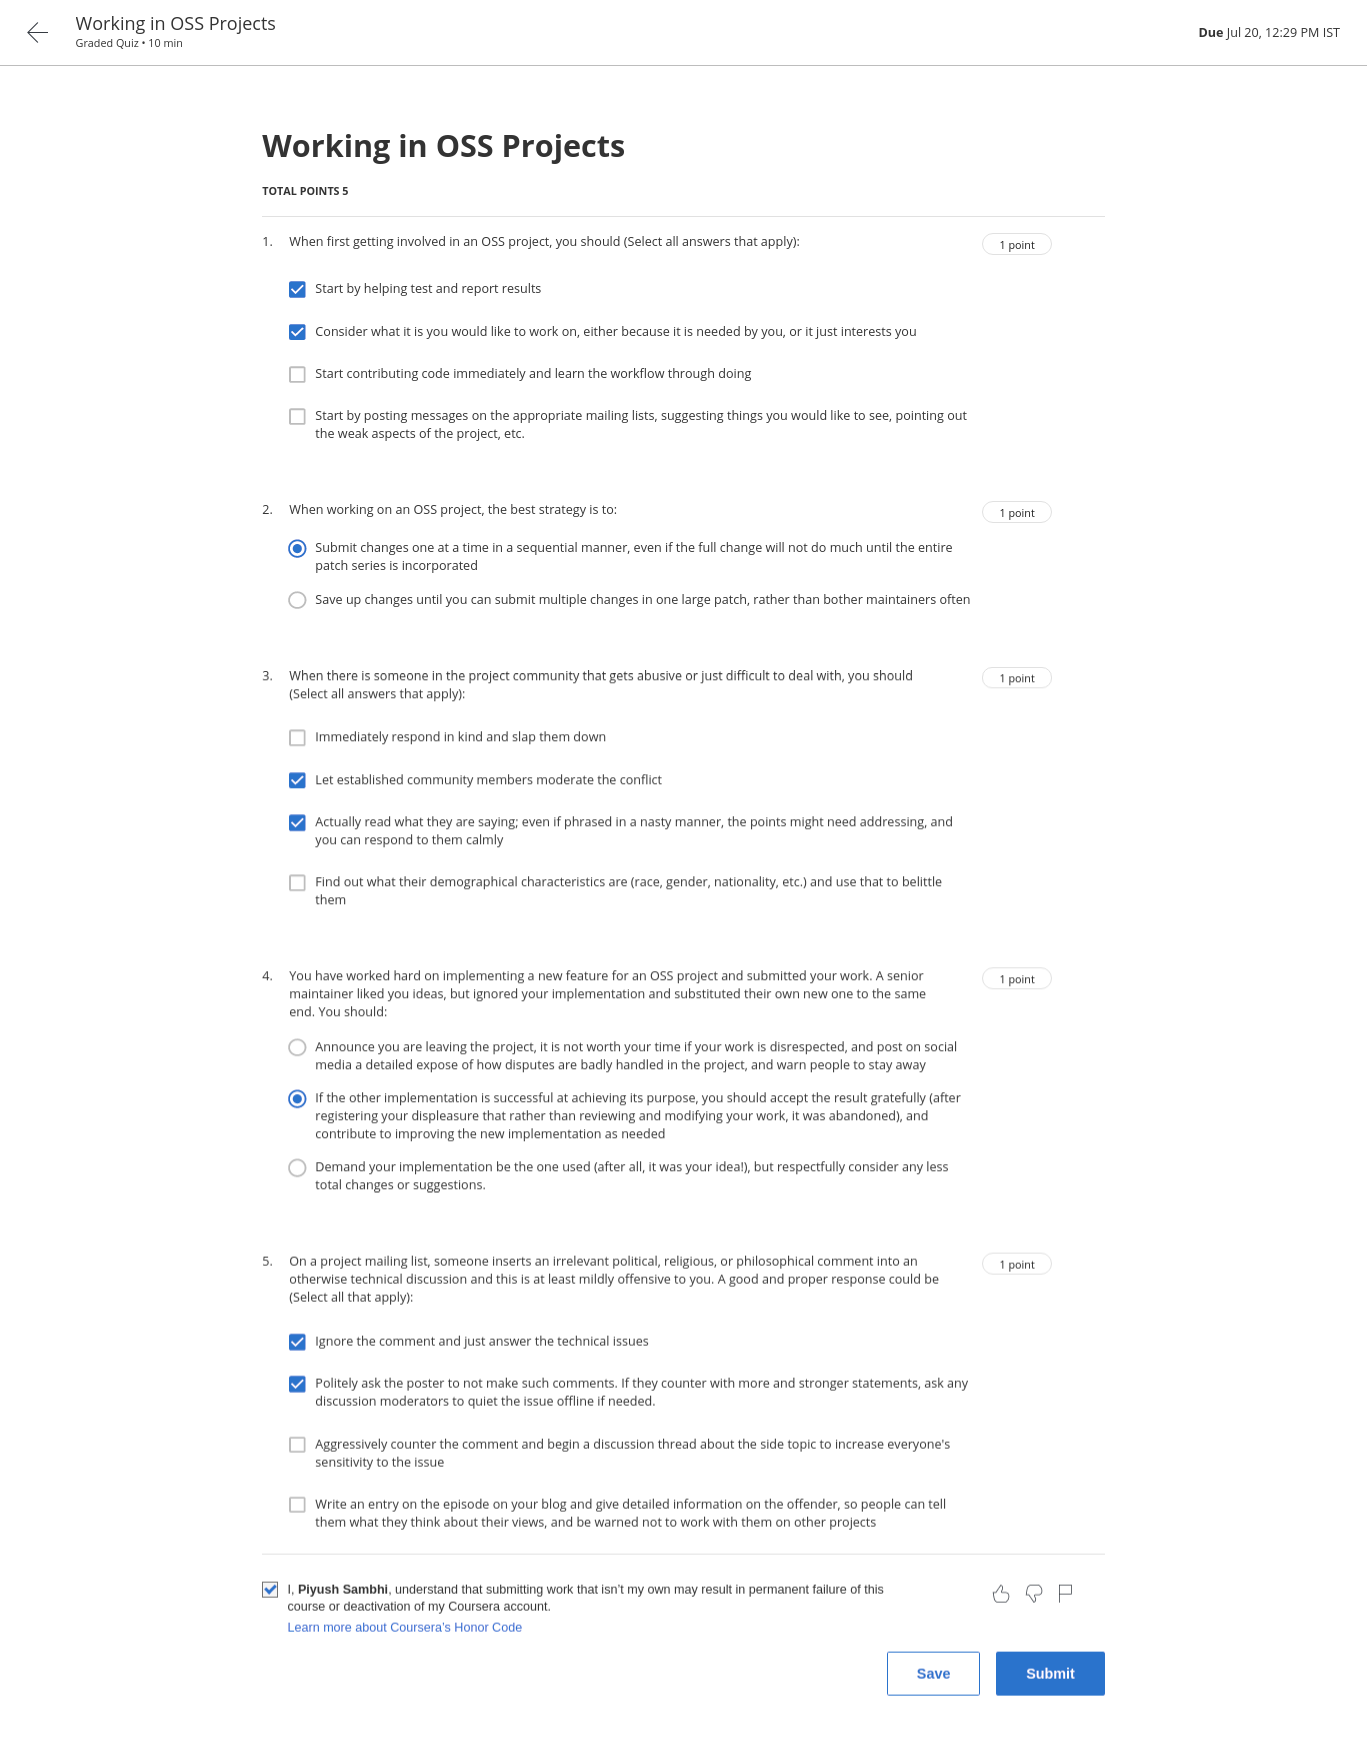 Working in OSS Projects
Graded Quiz • 10 min
Due Jul 20, 12:29 PM IST
Working in OSS Projects
TOTAL POINTS 5
1. When first getting involved in an OSS project, you should (Select all answers that apply):
1 point
Start by helping test and report results
Consider what it is you would like to work on, either because it is needed by you, or it just interests you
Start contributing code immediately and learn the workflow through doing
Start by posting messages on the appropriate mailing lists, suggesting things you would like to see, pointing out
the weak aspects of the project, etc.
2. When working on an OSS project, the best strategy is to:
1 point
Submit changes one at a time in a sequential manner, even if the full change will not do much until the entire
patch series is incorporated
Save up changes until you can submit multiple changes in one large patch, rather than bother maintainers often
3. When there is someone in the project community that gets abusive or just difficult to deal with, you should
(Select all answers that apply):
1 point
Immediately respond in kind and slap them down
Let established community members moderate the conflict
Actually read what they are saying; even if phrased in a nasty manner, the points might need addressing, and
you can respond to them calmly
Find out what their demographical characteristics are (race, gender, nationality, etc.) and use that to belittle
them
4. You have worked hard on implementing a new feature for an OSS project and submitted your work. A senior
maintainer liked you ideas, but ignored your implementation and substituted their own new one to the same
end. You should:
1 point
Announce you are leaving the project, it is not worth your time if your work is disrespected, and post on social
media a detailed expose of how disputes are badly handled in the project, and warn people to stay away
If the other implementation is successful at achieving its purpose, you should accept the result gratefully (after
registering your displeasure that rather than reviewing and modifying your work, it was abandoned), and
contribute to improving the new implementation as needed
Demand your implementation be the one used (after all, it was your idea!), but respectfully consider any less
total changes or suggestions.
5. On a project mailing list, someone inserts an irrelevant political, religious, or philosophical comment into an
otherwise technical discussion and this is at least mildly offensive to you. A good and proper response could be
(Select all that apply):
1 point
Ignore the comment and just answer the technical issues
Politely ask the poster to not make such comments. If they counter with more and stronger statements, ask any
discussion moderators to quiet the issue offline if needed.
Aggressively counter the comment and begin a discussion thread about the side topic to increase everyone's
sensitivity to the issue
Write an entry on the episode on your blog and give detailed information on the offender, so people can tell
them what they think about their views, and be warned not to work with them on other projects
I, Piyush Sambhi, understand that submitting work that isn't my own may result in permanent failure of this
course or deactivation of my Coursera account.
Learn more about Coursera's Honor Code
Save
Submit